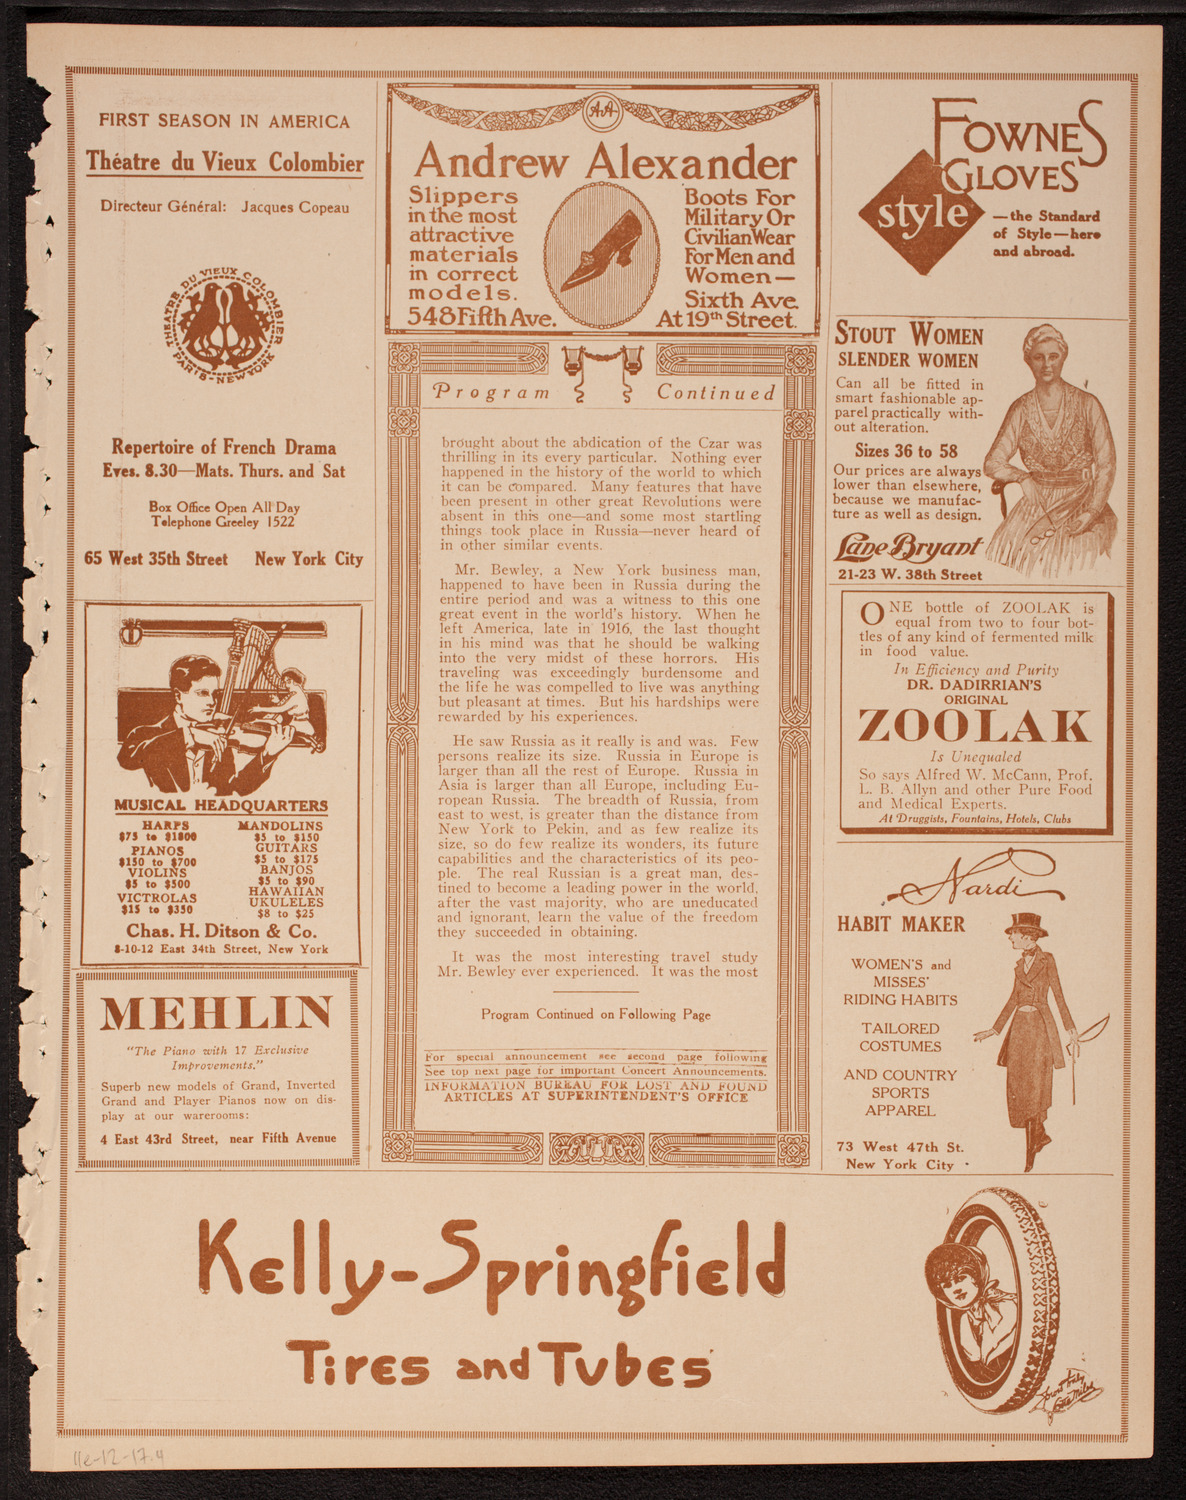 FIRST SEASON IN AMERICA
Théatre du Vieux Colombier
Directeur Général: Jacques Copeau
THEATRE DU VIEUX COLOMBIER
PARIS-NEW YORK
Repertoire of French Drama
Eves. 8.30—Mats. Thurs. and Sat
Box Office Open All Day
Telephone Greeley 1522
65 West 35th Street New York City
MUSICAL HEADQUARTERS
HARPS
$75 to $1800
PIANOS
$150 to $700
VIOLINS
$5 to $500
VICTROLAS
$15 to $350
MANDOLINS
$5 to $150
GUITARS
$5 to $175
BANJOS
$5 to $90
HAWAIIAN
UKULELES
$8 to $25
Chas. H. Ditson & Co.
8-10-12 East 34th Street, New York
MEHLIN
"The Piano with 17 Exclusive
Improvements."
Superb new models of Grand, Inverted
Grand and Player Pianos now on dis-
play at our warerooms:
4 East 43rd Street, near Fifth Avenue
AA
Andrew Alexander
Slippers
in the most
attractive
materials
in correct
models.
548 Fifth Ave.
Boots For
Military Or
Civilian Wear
For Men and
Women—
Sixth Ave.
At 19th Street.
Program Continued
brought about the abdication of the Czar was
thrilling in its every particular. Nothing ever
happened in the history of the world to which
it can be compared. Many features that have
been present in other great Revolutions were
absent in this one—and some most startling
things took place in Russia—never heard of
in other similar events.
Mr. Bewley, a New York business man,
happened to have been in Russia during the
entire period and was a witness to this one
great event in the world's history. When he
left America, late in 1916, the last thought
in his mind was that he should be walking
into the very midst of these horrors. His
traveling was exceedingly burdensome and
the life he was compelled to live was anything
but pleasant at times. But his hardships were
rewarded by his experiences.
He saw Russia as it really is and was. Few
persons realize its size. Russia in Europe is
larger than all the rest of Europe. Russia in
Asia is larger than all Europe, including Eu-
ropean Russia. The breadth of Russia, from
east to west, is greater than the distance from
New York to Pekin, and as few realize its
size, so do few realize its wonders, its future
capabilities and the characteristics of its peo-
ple. The real Russian is a great man, des-
tined to become a leading power in the world,
after the vast majority, who are uneducated
and ignorant, learn the value of the freedom
they succeeded in obtaining.
It was the most interesting travel study
Mr. Bewley ever experienced. It was the most
Program Continued on Following Page
For special announcement see second page following
See top next page for important Concert Announcements.
INFORMATION BUREAU FOR LOST AND FOUND
ARTICLES AT SUPERINTENDENT'S OFFICE
FOWNES
GLOVES
style
—the Standard
of Style—here
and abroad.
STOUT WOMEN
SLENDER WOMEN
Can all be fitted in
smart fashionable ap-
parel practically with-
out alteration.
Sizes 36 to 58
Our prices are always
lower than elsewhere,
because we manufac-
ture as well as design.
Lane Bryant
21-23 W. 38th Street
ONE bottle of ZOOLAK is
equal from two to four bot-
tles of any kind of fermented milk
in food value.
In Efficiency and Purity
DR. DADIRRIAN'S
ORIGINAL
ZOOLAK
Is Unequaled
So says Alfred W. McCann, Prof.
L. B. Allyn and other Pure Food
and Medical Experts.
At Druggists, Fountains, Hotels, Clubs
Nardi
HABIT MAKER
WOMEN'S and
MISSES'
RIDING HABITS
TAILORED
COSTUMES
AND COUNTRY
SPORTS
APPAREL
73 West 47th St.
New York City
Kelly-Springfield
Tires and Tubes
11e-12-17.4